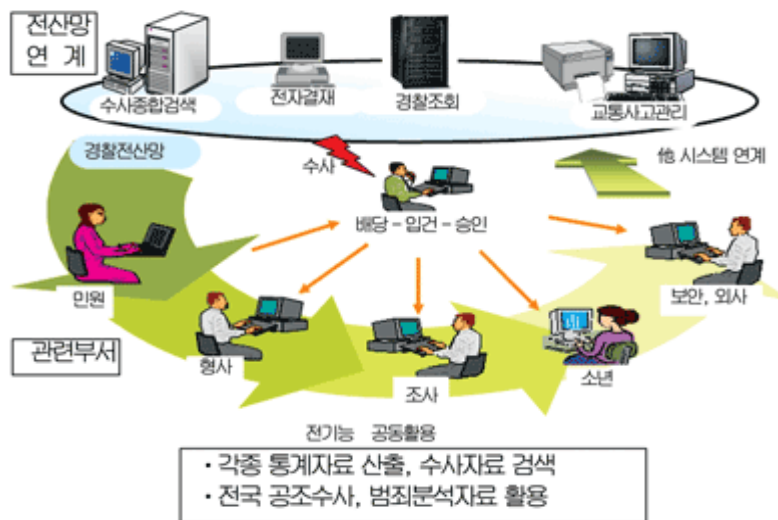 전산망
연 계
수사종합검색
전자결재
경찰조회
교통사고관리
경찰전산망
수사
他 시스템 연계
배당 – 입건 – 승인
민원
보안, 외사
관련부서
형사
조사
소년
전기능 공동활용
· 각종 통계자료 산출, 수사자료 검색
· 전국 공조수사, 범죄분석자료 활용